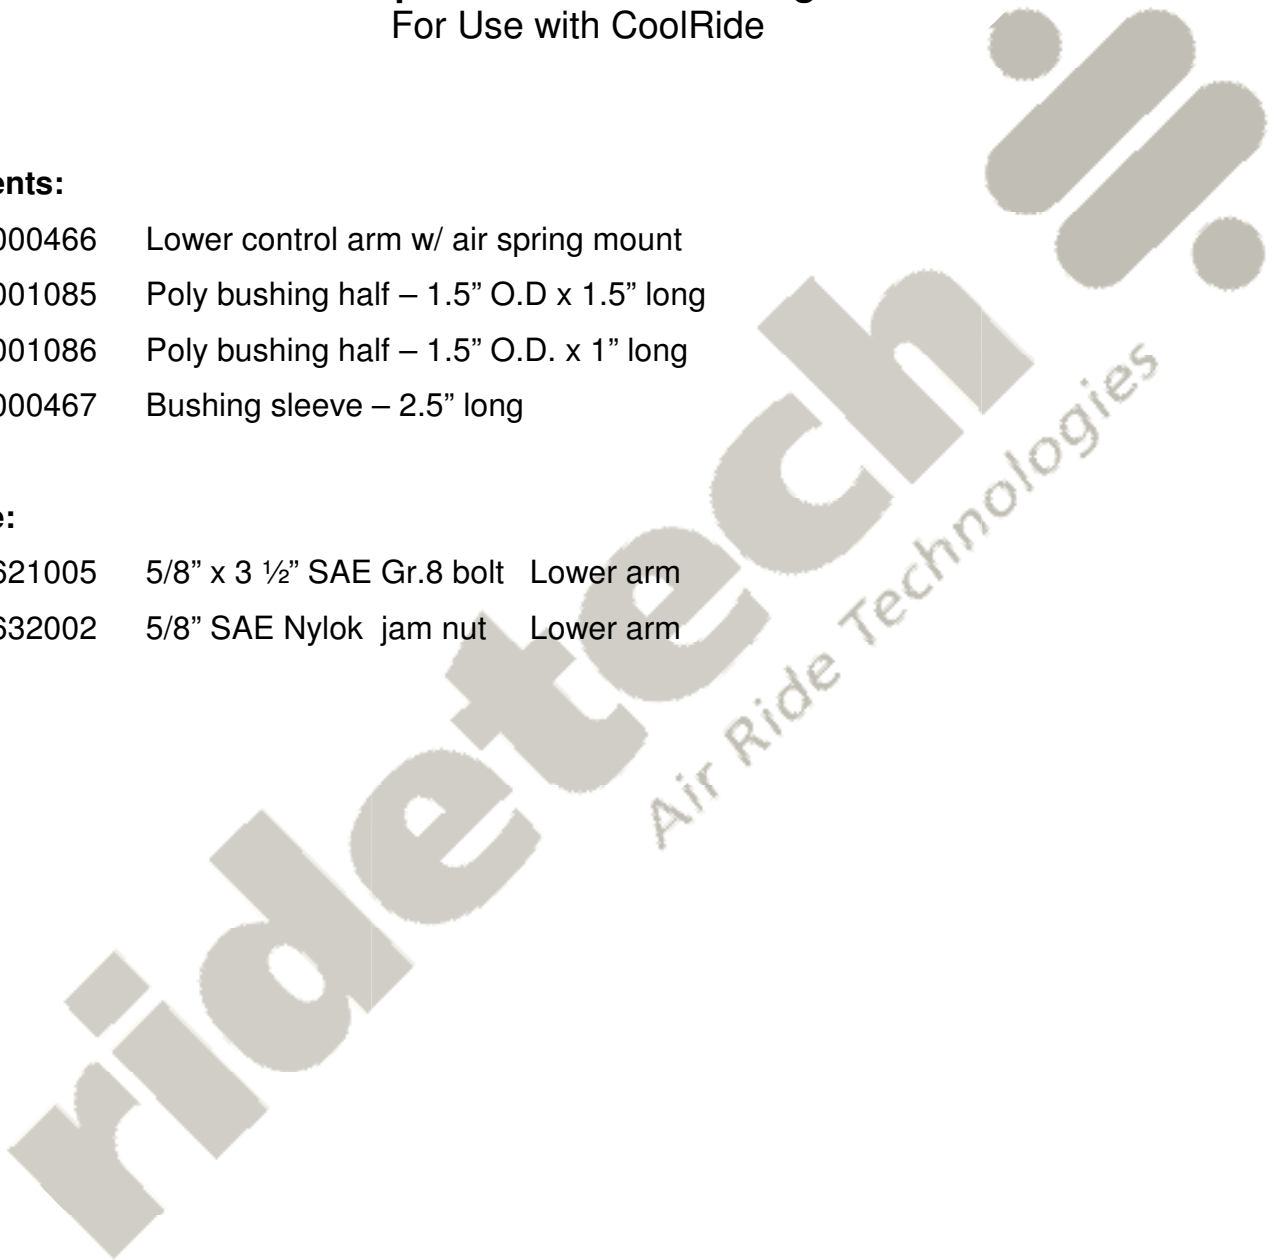 For Use with CoolRide
ents:
000466 Lower control arm w/ air spring mount
001085 Poly bushing half – 1.5” O.D x 1.5” long
001086 Poly bushing half – 1.5” O.D. x 1” long
000467 Bushing sleeve – 2.5” long
e:
621005 5/8” x 3 ½” SAE Gr.8 bolt Lower arm
632002 5/8” SAE Nylok jam nut Lower arm
ridetech
Air Ride Technologies